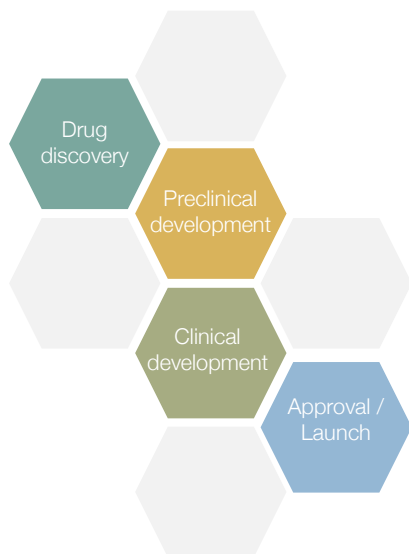 Drug
discovery
Preclinical
development
Clinical
development
Approval /
Launch